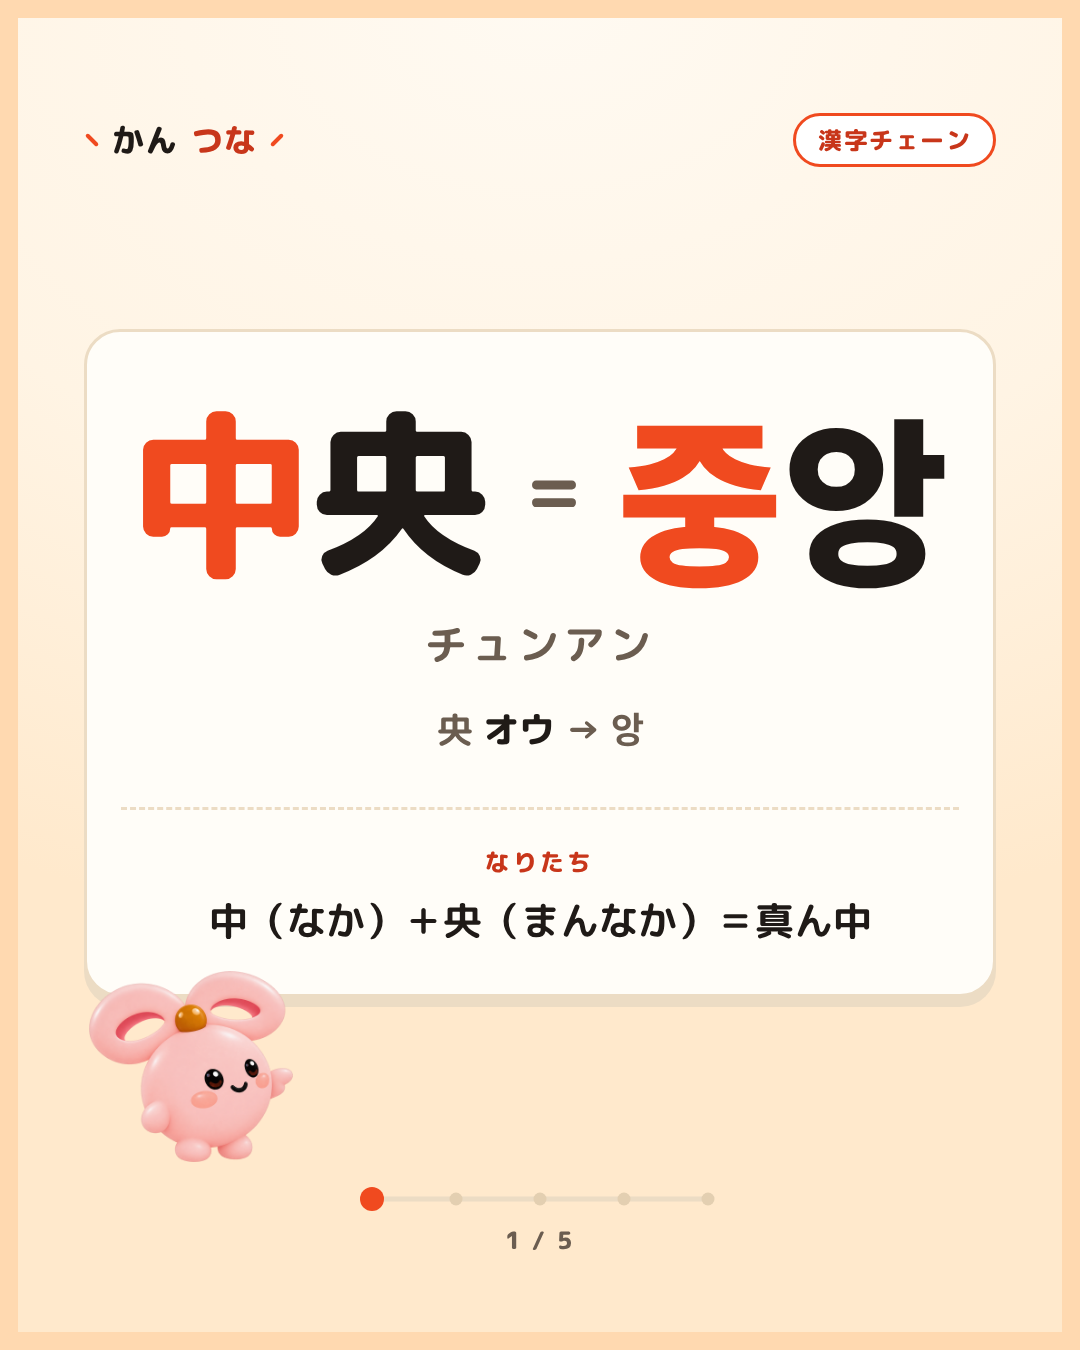 かん つな
漢字チェーン
中央 = 중앙
チュンアン
央 オウ → 앙
なりたち
中（なか）＋央（まんなか）＝真ん中
1 / 5